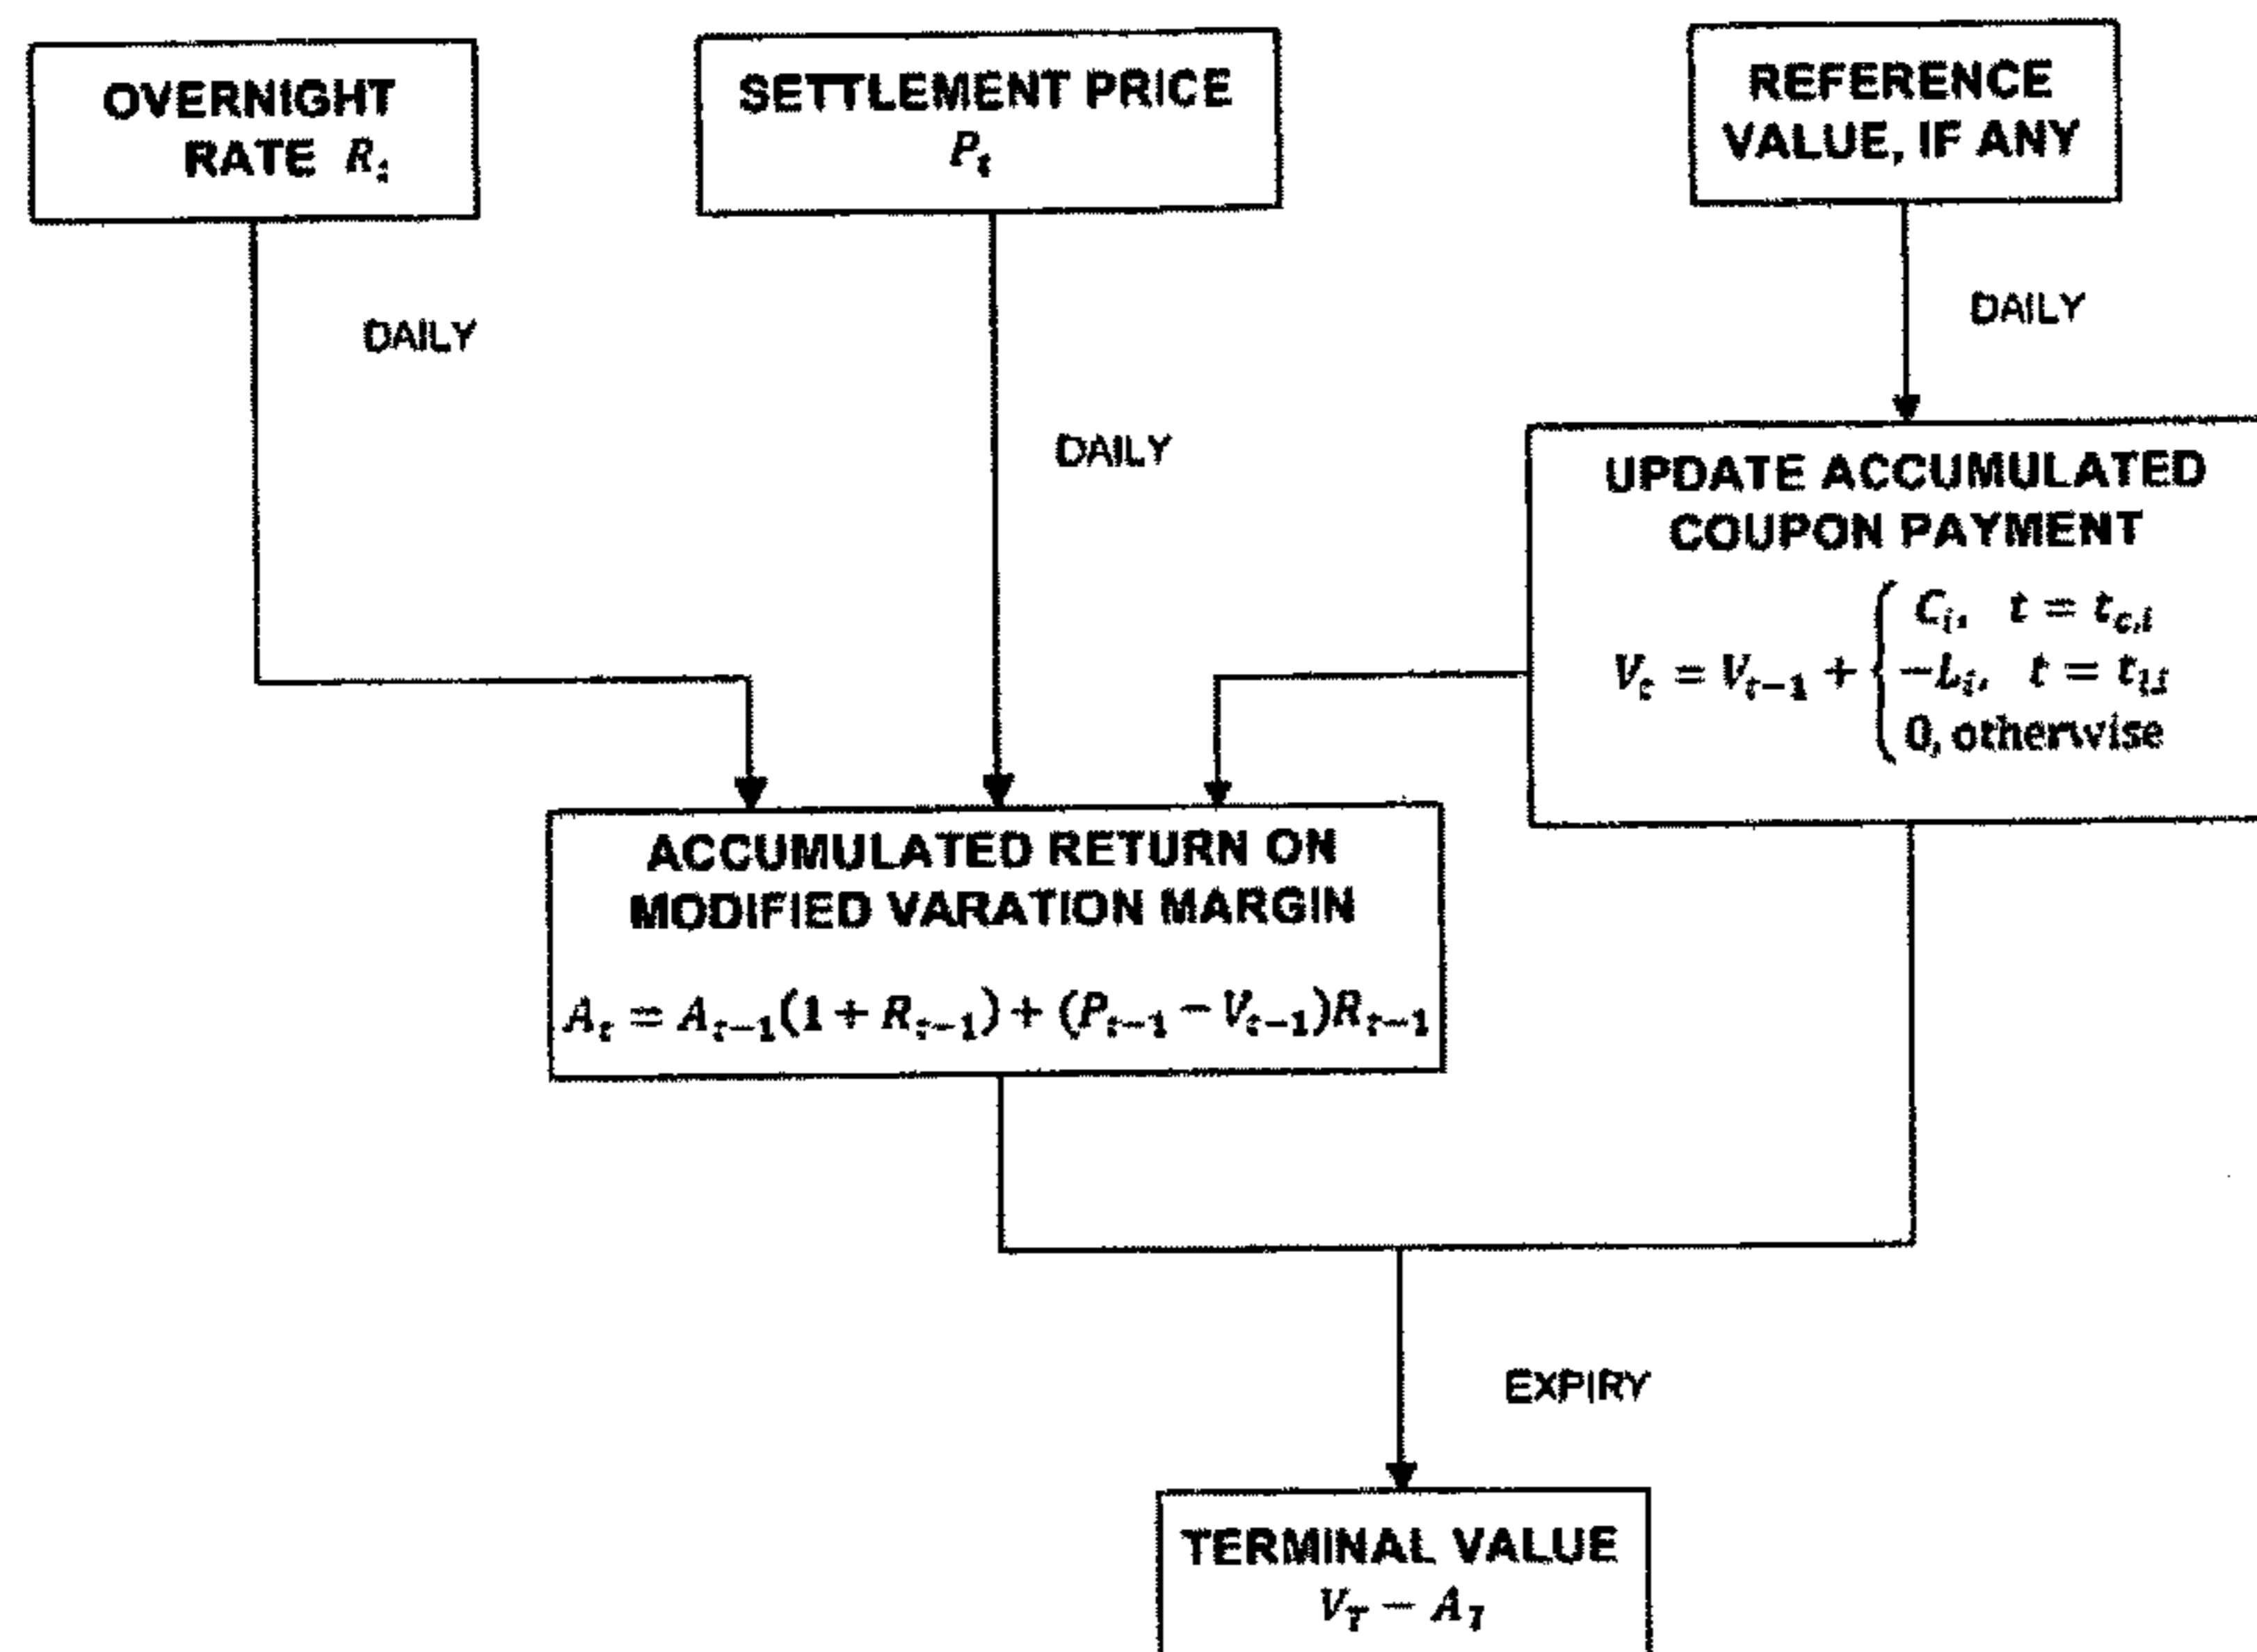 OVERNIGHT
RATE R_t
SETTLEMENT PRICE
P_t
REFERENCE
VALUE, IF ANY
DAILY
DAILY
DAILY
UPDATE ACCUMULATED
COUPON PAYMENT
C_i, t = t_{c,i}
V_t = V_{t-1} + { -L_i, t = t_{l,i}
0, otherwise
ACCUMULATED RETURN ON
MODIFIED VARATION MARGIN
A_t = A_{t-1}(1 + R_{t-1}) + (P_{t-1} - V_{t-1})R_{t-1}
EXPIRY
TERMINAL VALUE
V_T - A_T